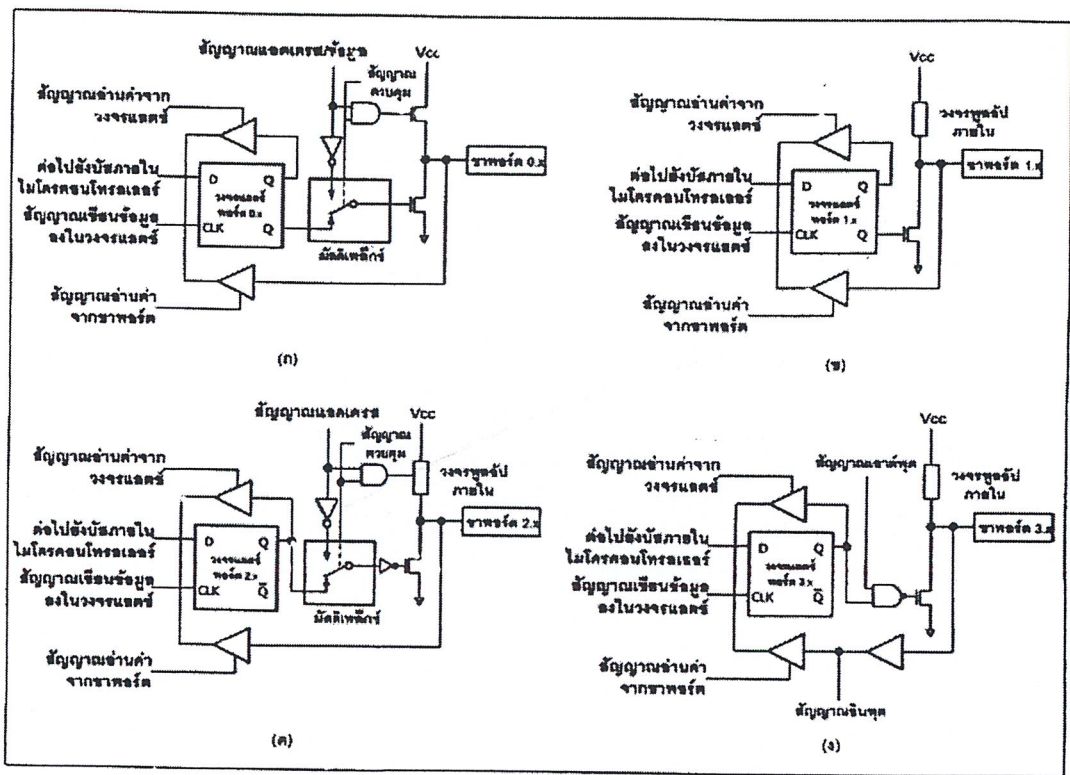 สัญญาณแอดเดรส/ข้อมูล
Vcc
สัญญาณ
ควบคุม
สัญญาณอ่านค่าจาก
วงจรแลตช์
ต่อไปยังบัสภายใน
ไมโครคอนโทรลเลอร์
D
Q
วงจรแลตช์
พอร์ต 0.x
สัญญาณเขียนข้อมูล
ลงในวงจรแลตช์
CLK
Q
มัลติเพล็กซ์
ขาพอร์ต 0.x
สัญญาณอ่านค่า
จากขาพอร์ต
(ก)
Vcc
สัญญาณอ่านค่าจาก
วงจรแลตช์
วงจรพูลอัป
ภายใน
ขาพอร์ต 1.x
ต่อไปยังบัสภายใน
ไมโครคอนโทรลเลอร์
D
Q
วงจรแลตช์
พอร์ต 1.x
สัญญาณเขียนข้อมูล
ลงในวงจรแลตช์
CLK
Q
สัญญาณอ่านค่า
จากขาพอร์ต
(ข)
สัญญาณแอดเดรส
Vcc
สัญญาณ
ควบคุม
สัญญาณอ่านค่าจาก
วงจรแลตช์
วงจรพูลอัป
ภายใน
ขาพอร์ต 2.x
ต่อไปยังบัสภายใน
ไมโครคอนโทรลเลอร์
D
Q
วงจรแลตช์
พอร์ต 2.x
สัญญาณเขียนข้อมูล
ลงในวงจรแลตช์
CLK
Q̅
มัลติเพล็กซ์
สัญญาณอ่านค่า
จากขาพอร์ต
(ค)
Vcc
สัญญาณอ่านค่าจาก
วงจรแลตช์
สัญญาณเอาต์พุต
วงจรพูลอัป
ภายใน
ขาพอร์ต 3.x
ต่อไปยังบัสภายใน
ไมโครคอนโทรลเลอร์
D
Q
วงจรแลตช์
พอร์ต 3.x
สัญญาณเขียนข้อมูล
ลงในวงจรแลตช์
CLK
Q̅
สัญญาณอ่านค่า
จากขาพอร์ต
สัญญาณอินพุต
(ง)